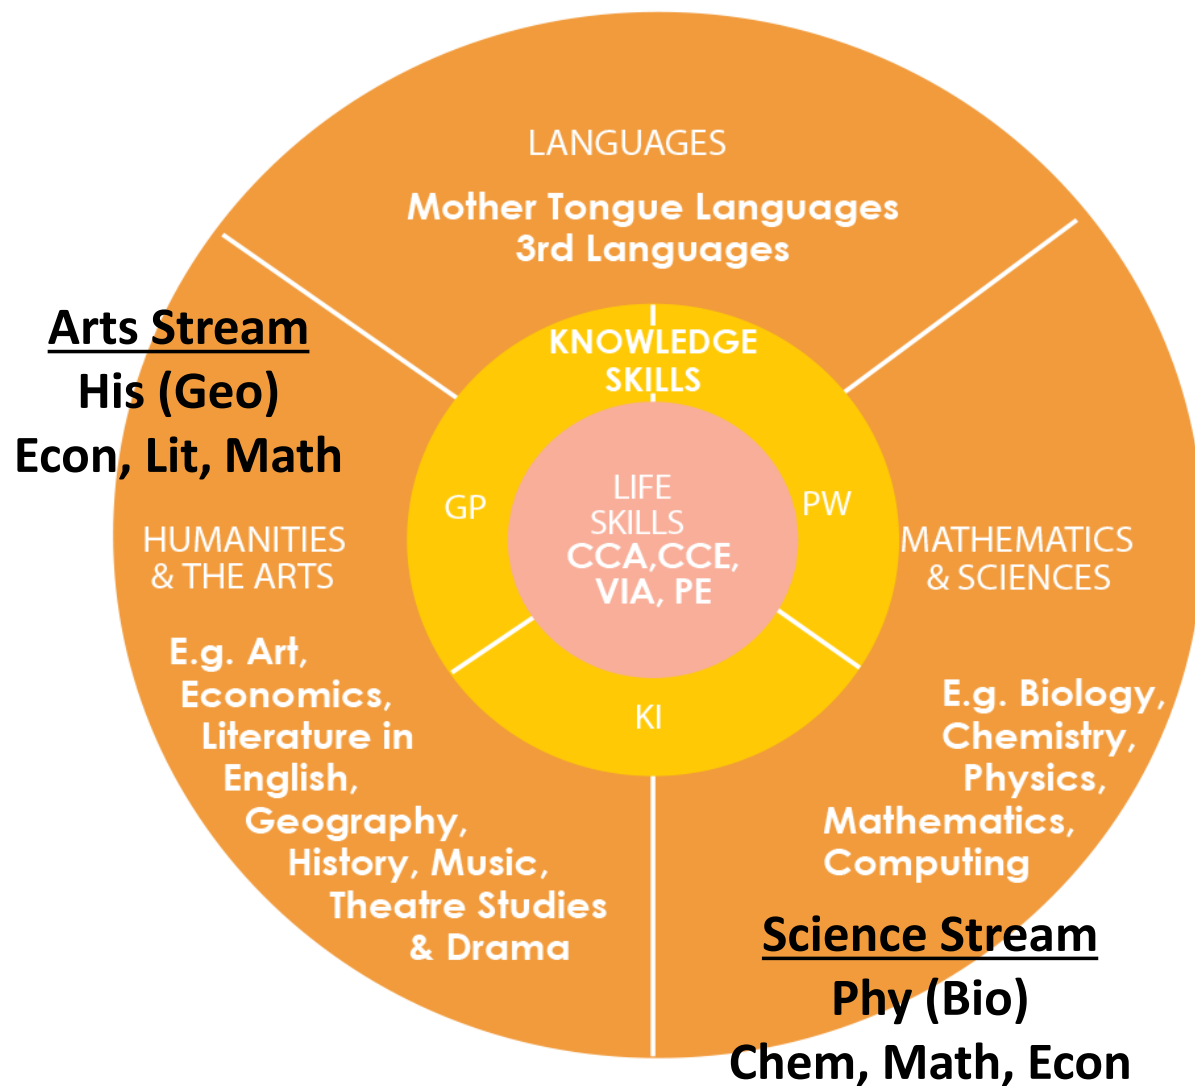 LANGUAGES
Mother Tongue Languages
3rd Languages
Arts Stream
His (Geo)
Econ, Lit, Math
KNOWLEDGE
SKILLS
GP
LIFE
SKILLS
CCA,CCE,
VIA, PE
PW
KI
HUMANITIES
& THE ARTS
E.g. Art,
Economics,
Literature in
English,
Geography,
History, Music,
Theatre Studies
& Drama
MATHEMATICS
& SCIENCES
E.g. Biology,
Chemistry,
Physics,
Mathematics,
Computing
Science Stream
Phy (Bio)
Chem, Math, Econ